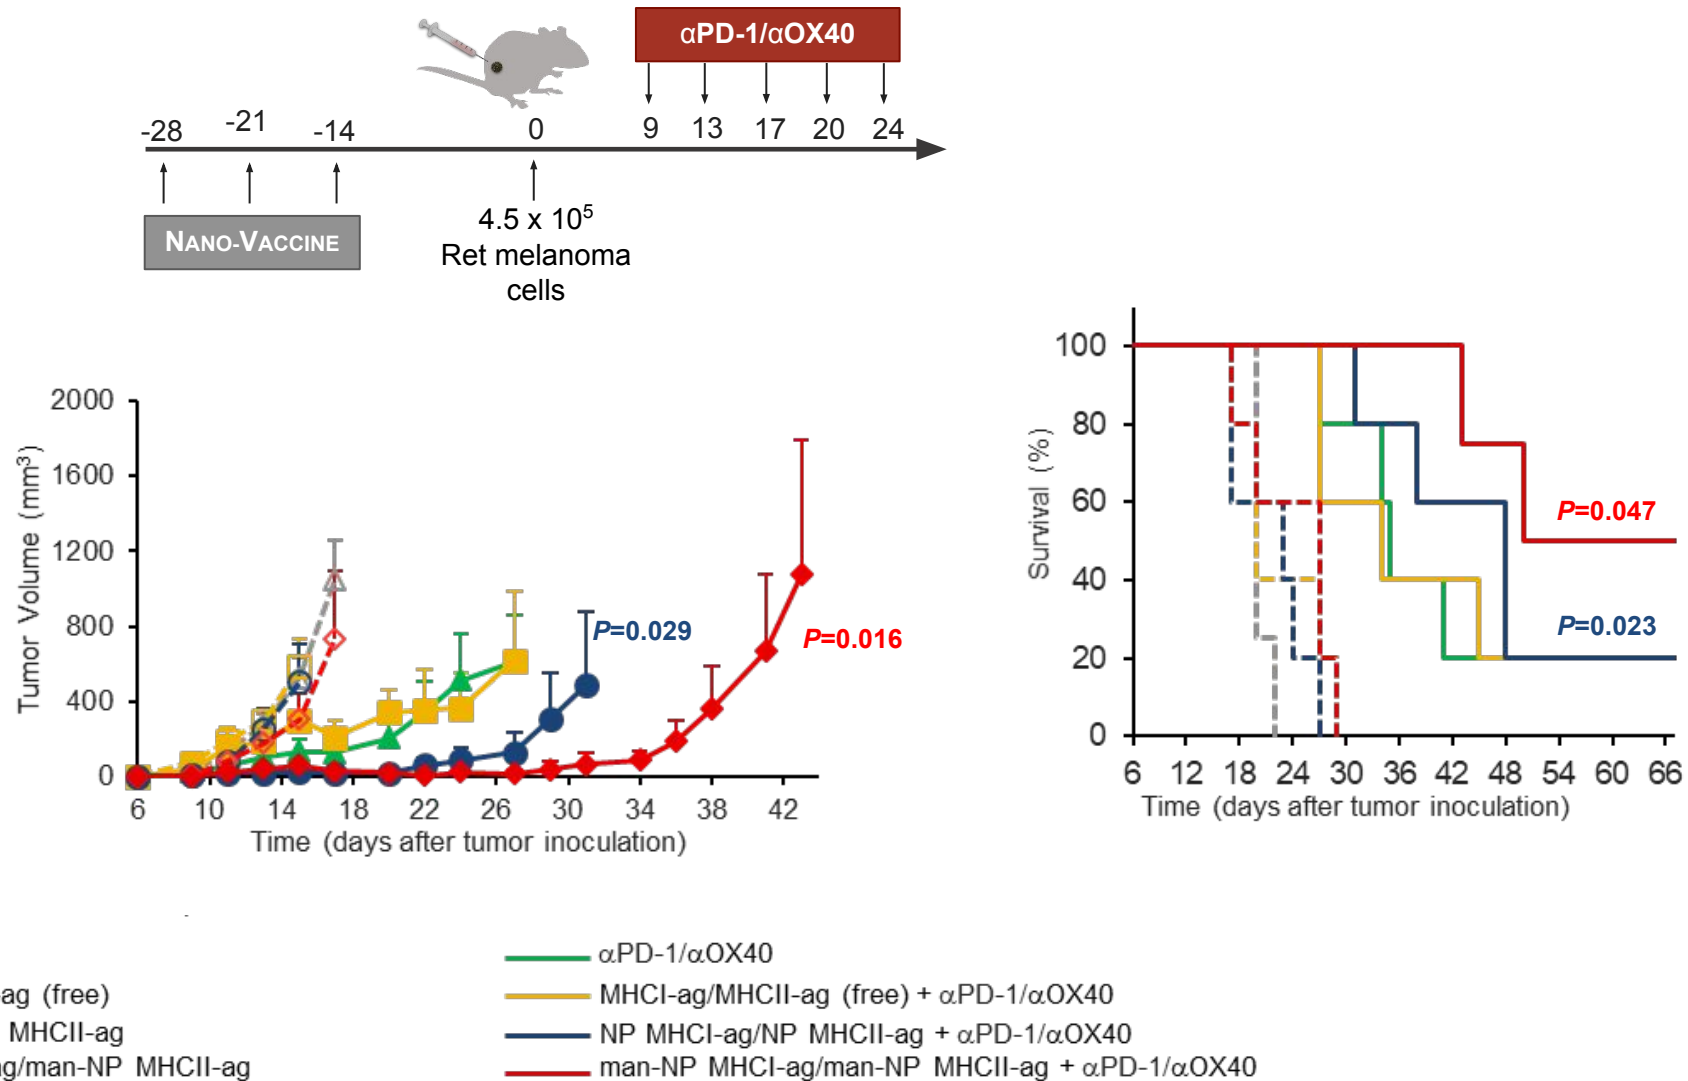 αPD-1/αOX40
-28 -21 -14 0 9 13 17 20 24
NANO-VACCINE
4.5 x 10⁵
Ret melanoma
cells
2000
1600
1200
800
400
0
Tumor Volume (mm³)
P=0.029
P=0.016
6 10 14 18 22 26 30 34 38 42
Time (days after tumor inoculation)
100
80
60
40
20
0
Survival (%)
P=0.047
P=0.023
6 12 18 24 30 36 42 48 54 60 66
Time (days after tumor inoculation)
αPD-1/αOX40
ag (free)
MHCI-ag/MHCII-ag (free) + αPD-1/αOX40
MHCII-ag
NP MHCI-ag/NP MHCII-ag + αPD-1/αOX40
ag/man-NP MHCII-ag
man-NP MHCI-ag/man-NP MHCII-ag + αPD-1/αOX40